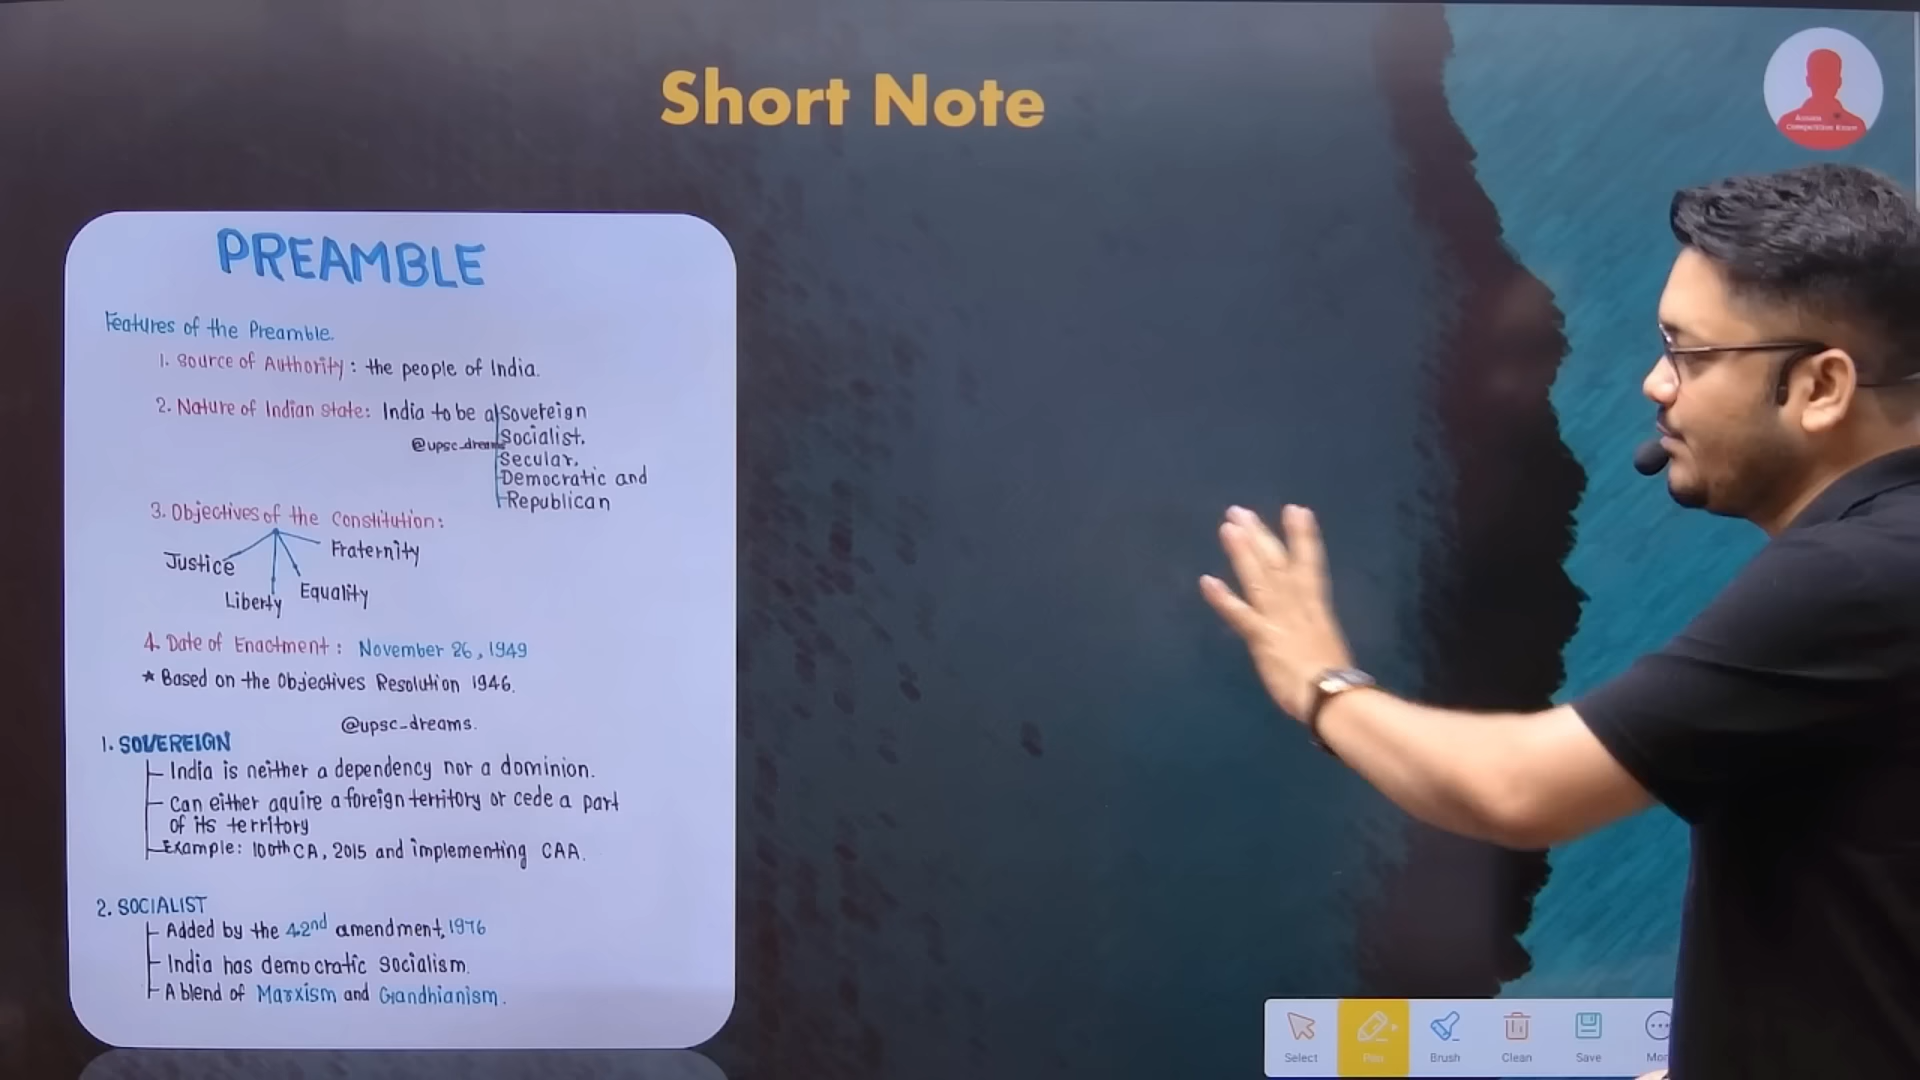 Short Note
PREAMBLE
Features of the Preamble.
1. Source of Authority : the people of India.
2. Nature of Indian state: India to be a Sovereign
Socialist.
@upsc_dreams
Secular.
Democratic and
Republican
3. Objectives of the Constitution:
Fraternity
Justice
Equality
Liberty
4. Date of Enactment : November 26, 1949
* Based on the Objectives Resolution 1946.
@upsc_dreams.
1. SOVEREIGN
India is neither a dependency nor a dominion.
Can either aquire a foreign territory or cede a part
of its territory
Example: 100th CA, 2015 and implementing CAA.
2. SOCIALIST
Added by the 42nd amendment, 1976
India has democratic socialism.
A blend of Marxism and Gandhianism.
Select
Pen
Brush
Clean
Save